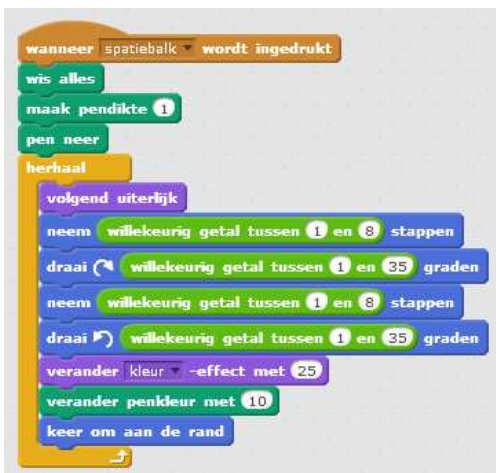 wanneer spatiebalk wordt ingedrukt
wis alles
maak pendikte 1
pen neer
herhaal
volgend uiterlijk
neem willekeurig getal tussen 1 en 8 stappen
draai willekeurig getal tussen 1 en 35 graden
neem willekeurig getal tussen 1 en 8 stappen
draai willekeurig getal tussen 1 en 35 graden
verander kleur -effect met 25
verander penkleur met 10
keer om aan de rand